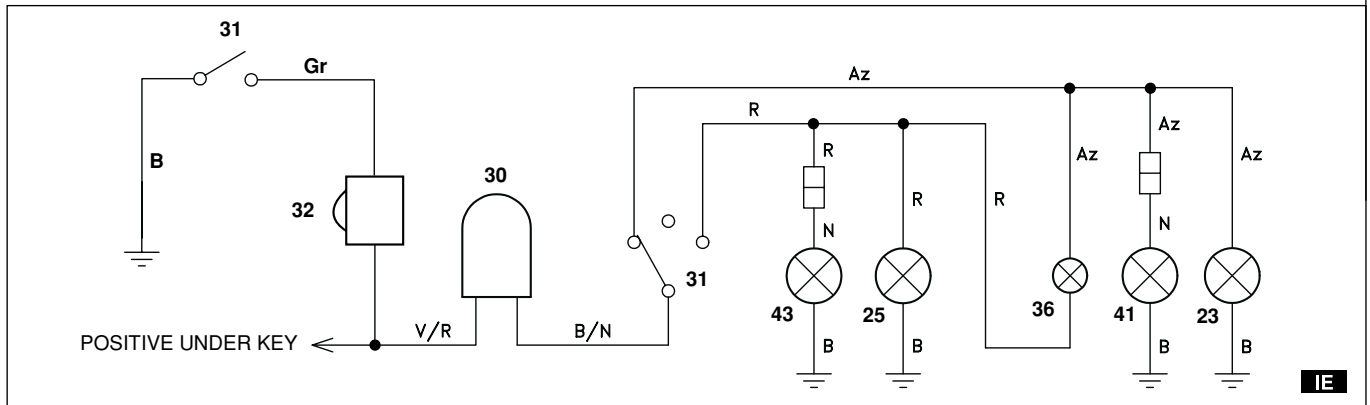 31
Gr
Az
R
B
R
Az
Az
Az
30
32
R
R
N
N
31
43
25
36
41
23
POSITIVE UNDER KEY
V/R
B/N
B
B
B
B
IE